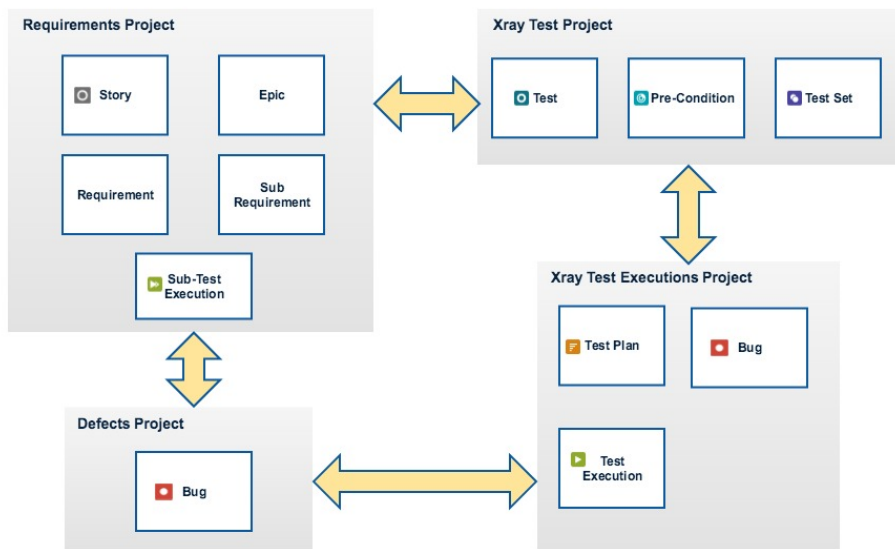 Requirements Project
Story
Epic
Requirement
Sub
Requirement
Sub-Test
Execution
Xray Test Project
Test
Pre-Condition
Test Set
Xray Test Executions Project
Test Plan
Bug
Test
Execution
Defects Project
Bug